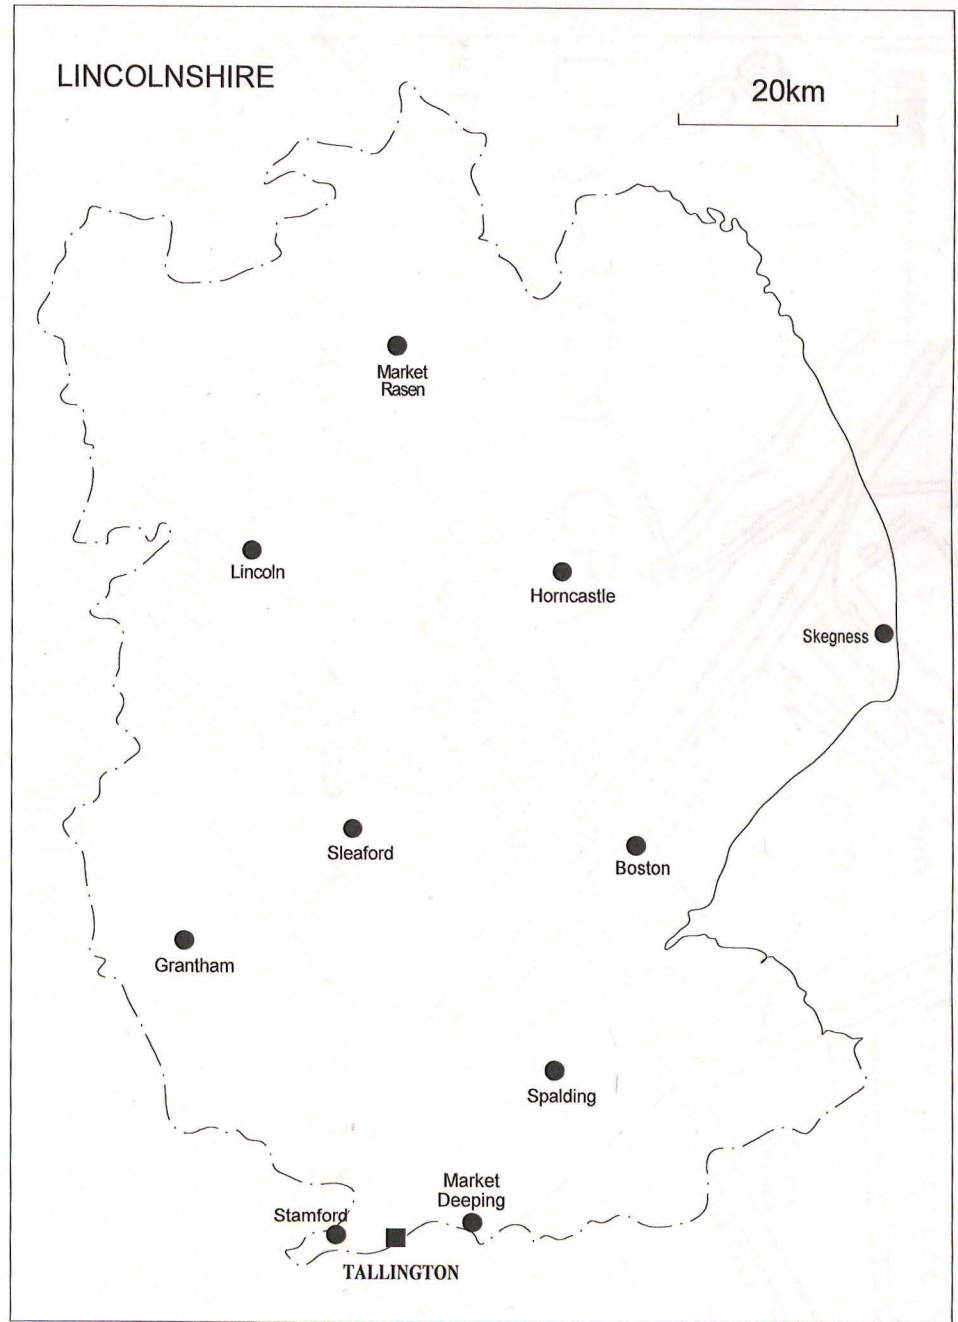 LINCOLNSHIRE
20km
Market
Rasen
Lincoln
Horncastle
Skegness
Sleaford
Boston
Grantham
Spalding
Market
Deeping
Stamford
TALLINGTON